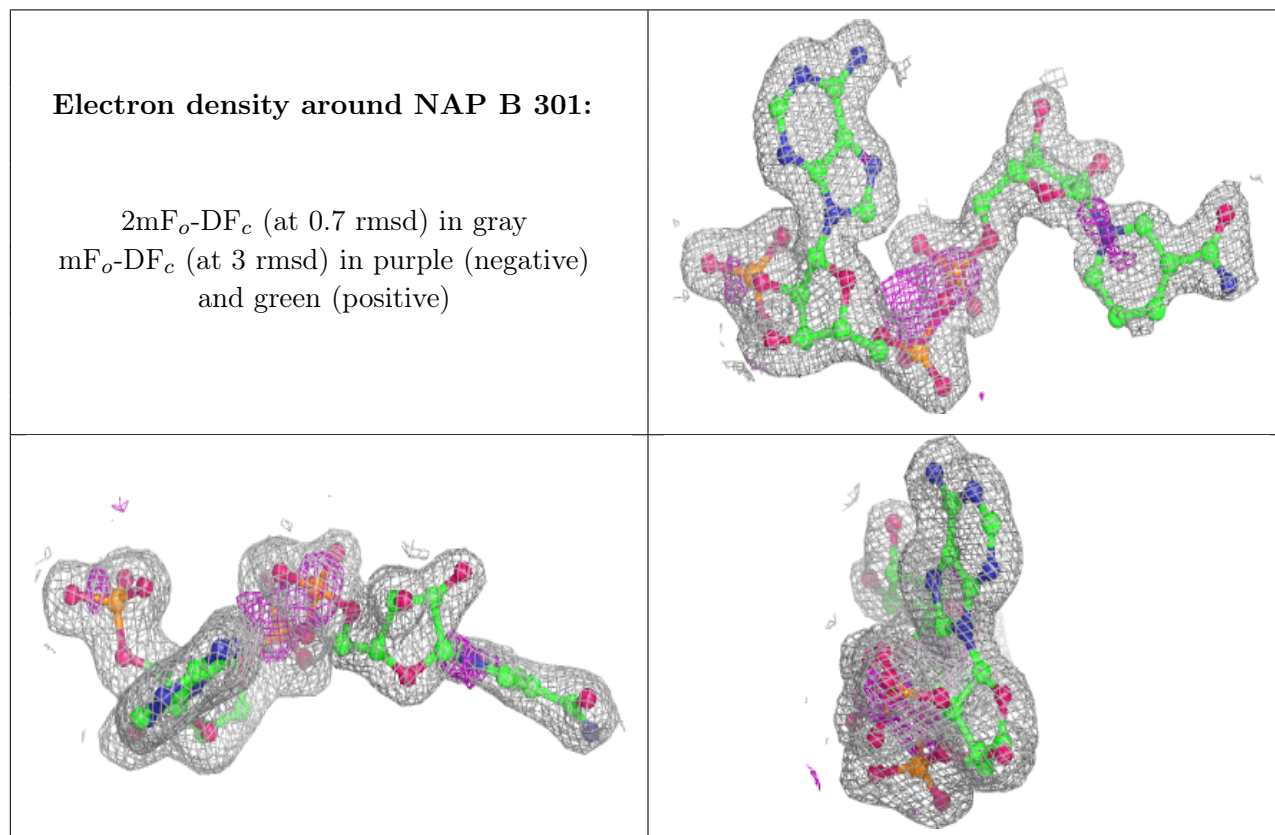 Electron density around NAP B 301:
2mFo-DFc (at 0.7 rmsd) in gray
mFo-DFc (at 3 rmsd) in purple (negative)
and green (positive)